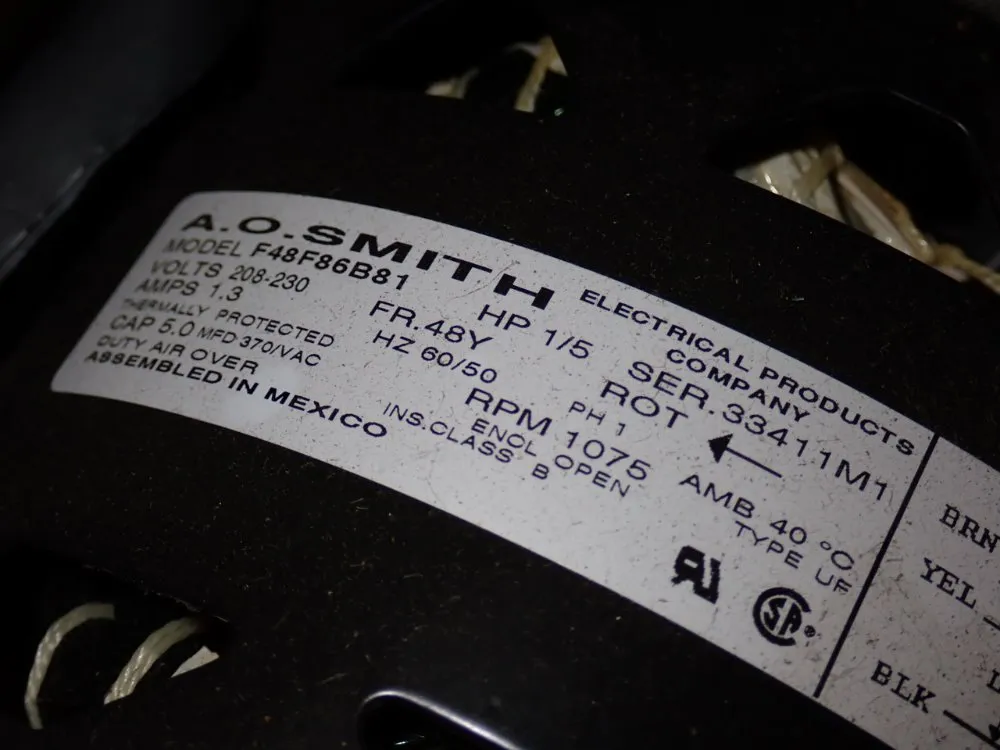 A.O.SMITH ELECTRICAL PRODUCTS COMPANY
MODEL F48F86B81 HP 1/5 SER.33411M1
VOLTS 208-230 FR.48Y ROT
AMPS 1.3 HZ 60/50 PH 1
THERMALLY PROTECTED RPM 1075 AMB 40 °C
CAP 5.0 MFD 370/VAC ENCL OPEN TYPE UF
DUTY AIR OVER INS.CLASS B
ASSEMBLED IN MEXICO
BRN
YEL
BLK